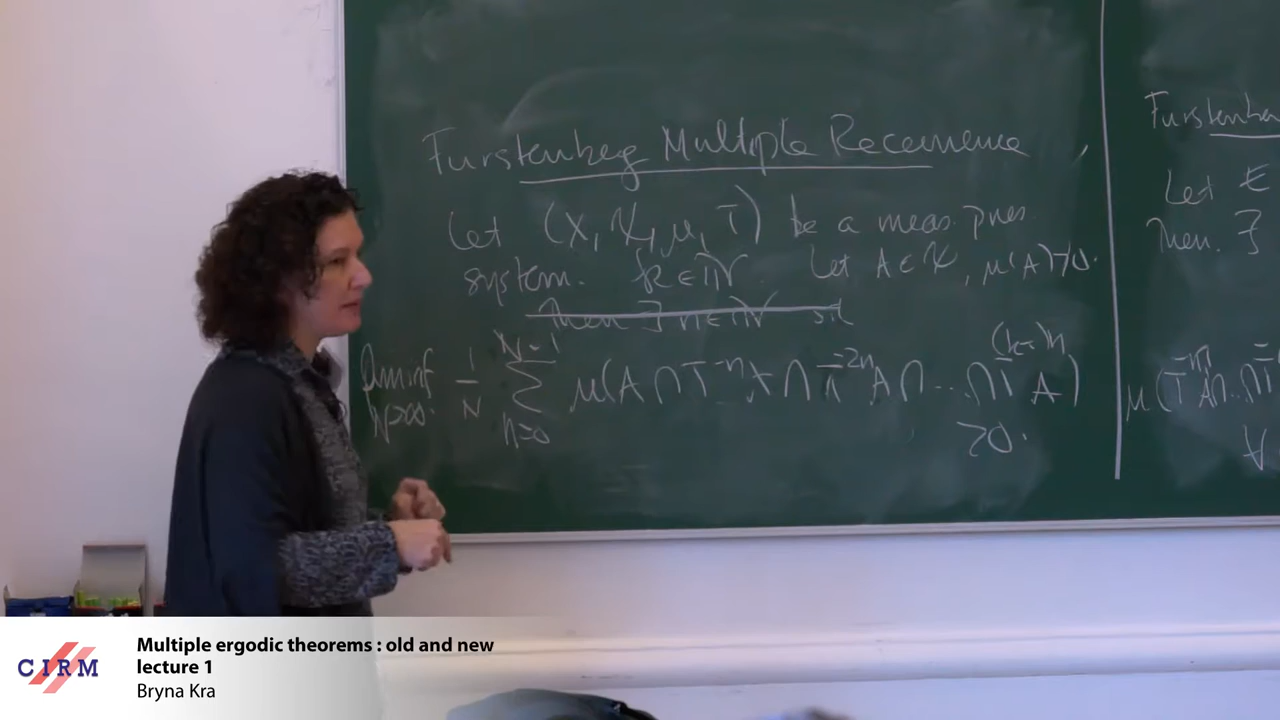 Furstenberg Multiple Recurrence
Let (X, 𝒳, μ, T) be a meas. pres
system. k ∈ ℕ. Let A ∈ 𝒳, μ(A)>0.
Then ∃ n ∈ ℕ s.t.
liminf N→∞ 1/N Σ_{n=0}^{N-1} μ(A ∩ T^{-n}A ∩ T^{-2n}A ∩ ... ∩ T^{-(k-1)n}A)
>0.
Let
Then. ∃
∀
CIRM
Multiple ergodic theorems : old and new
lecture 1
Bryna Kra